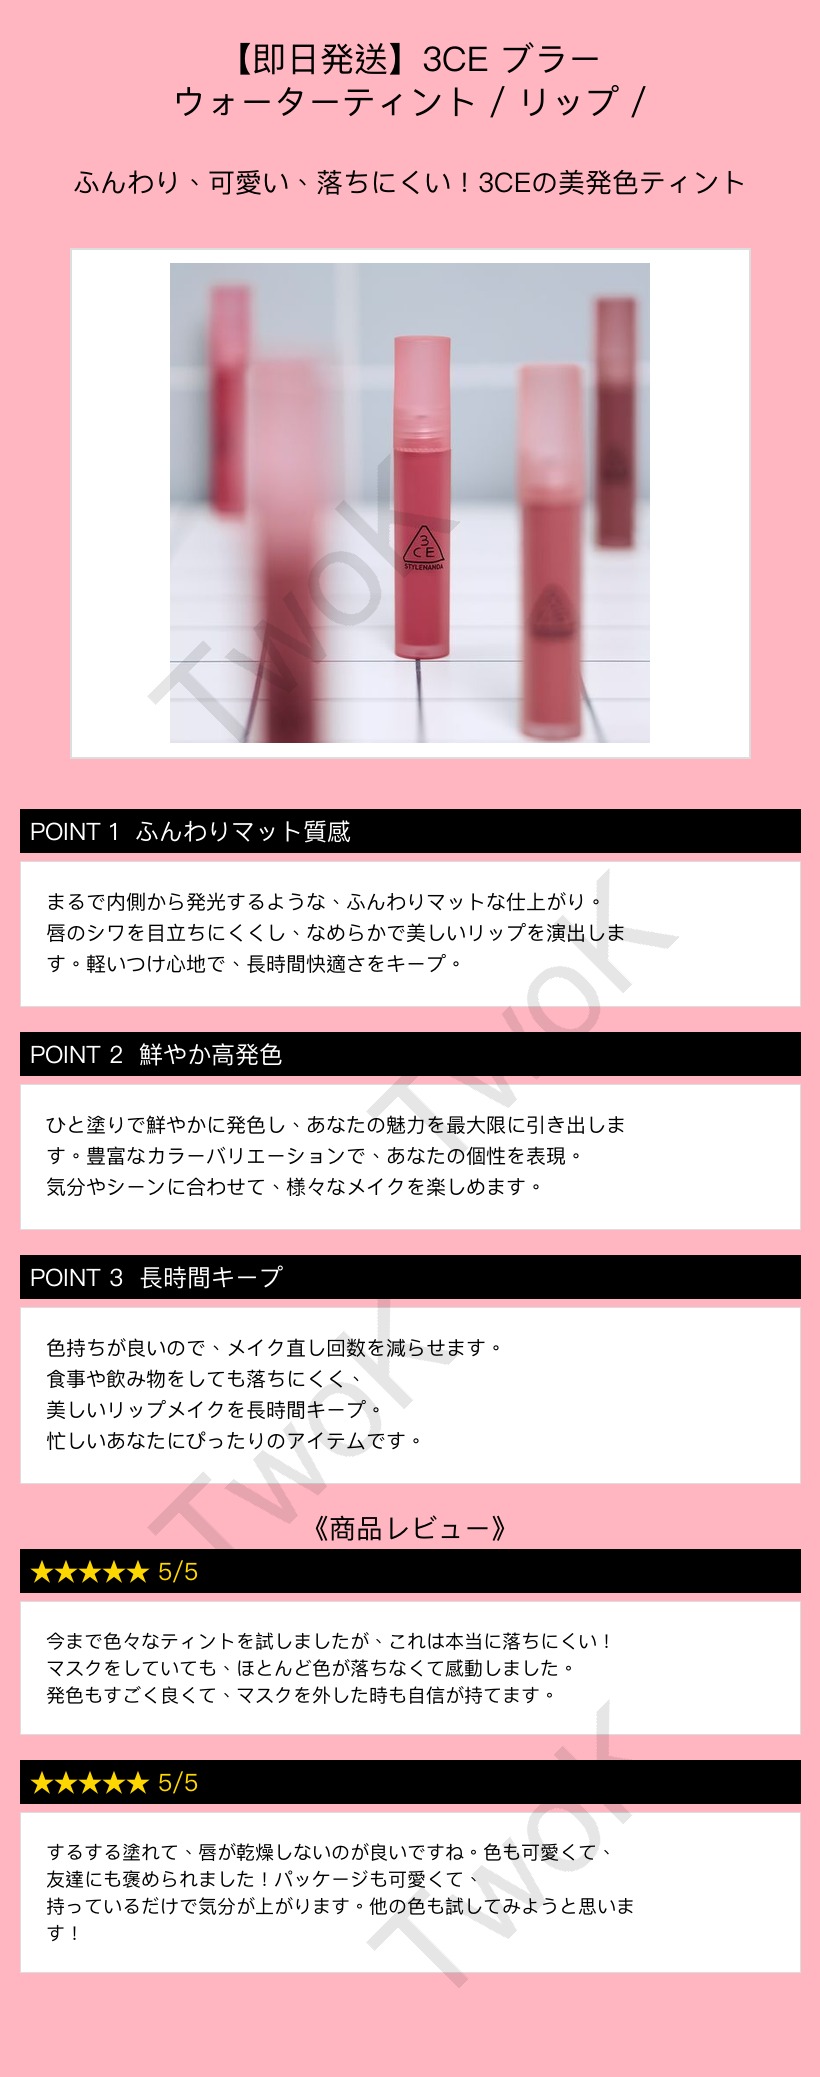 【即日発送】3CE ブラー
ウォーターティント / リップ /
ふんわり、可愛い、落ちにくい！3CEの美発色ティント
3
CE
STYLENANDA
TwoK
POINT 1 ふんわりマット質感
まるで内側から発光するような、ふんわりマットな仕上がり。
唇のシワを目立ちにくくし、なめらかで美しいリップを演出しま
す。軽いつけ心地で、長時間快適さをキープ。
TwoK
POINT 2 鮮やか高発色
ひと塗りで鮮やかに発色し、あなたの魅力を最大限に引き出しま
す。豊富なカラーバリエーションで、あなたの個性を表現。
気分やシーンに合わせて、様々なメイクを楽しめます。
POINT 3 長時間キープ
色持ちが良いので、メイク直し回数を減らせます。
食事や飲み物をしても落ちにくく、
美しいリップメイクを長時間キープ。
忙しいあなたにぴったりのアイテムです。
TwoK
《商品レビュー》
★★★★★ 5/5
今まで色々なティントを試しましたが、これは本当に落ちにくい！
マスクをしていても、ほとんど色が落ちなくて感動しました。
発色もすごく良くて、マスクを外した時も自信が持てます。
★★★★★ 5/5
するする塗れて、唇が乾燥しないのが良いですね。色も可愛くて、
友達にも褒められました！パッケージも可愛くて、
持っているだけで気分が上がります。他の色も試してみようと思いま
す！
TwoK